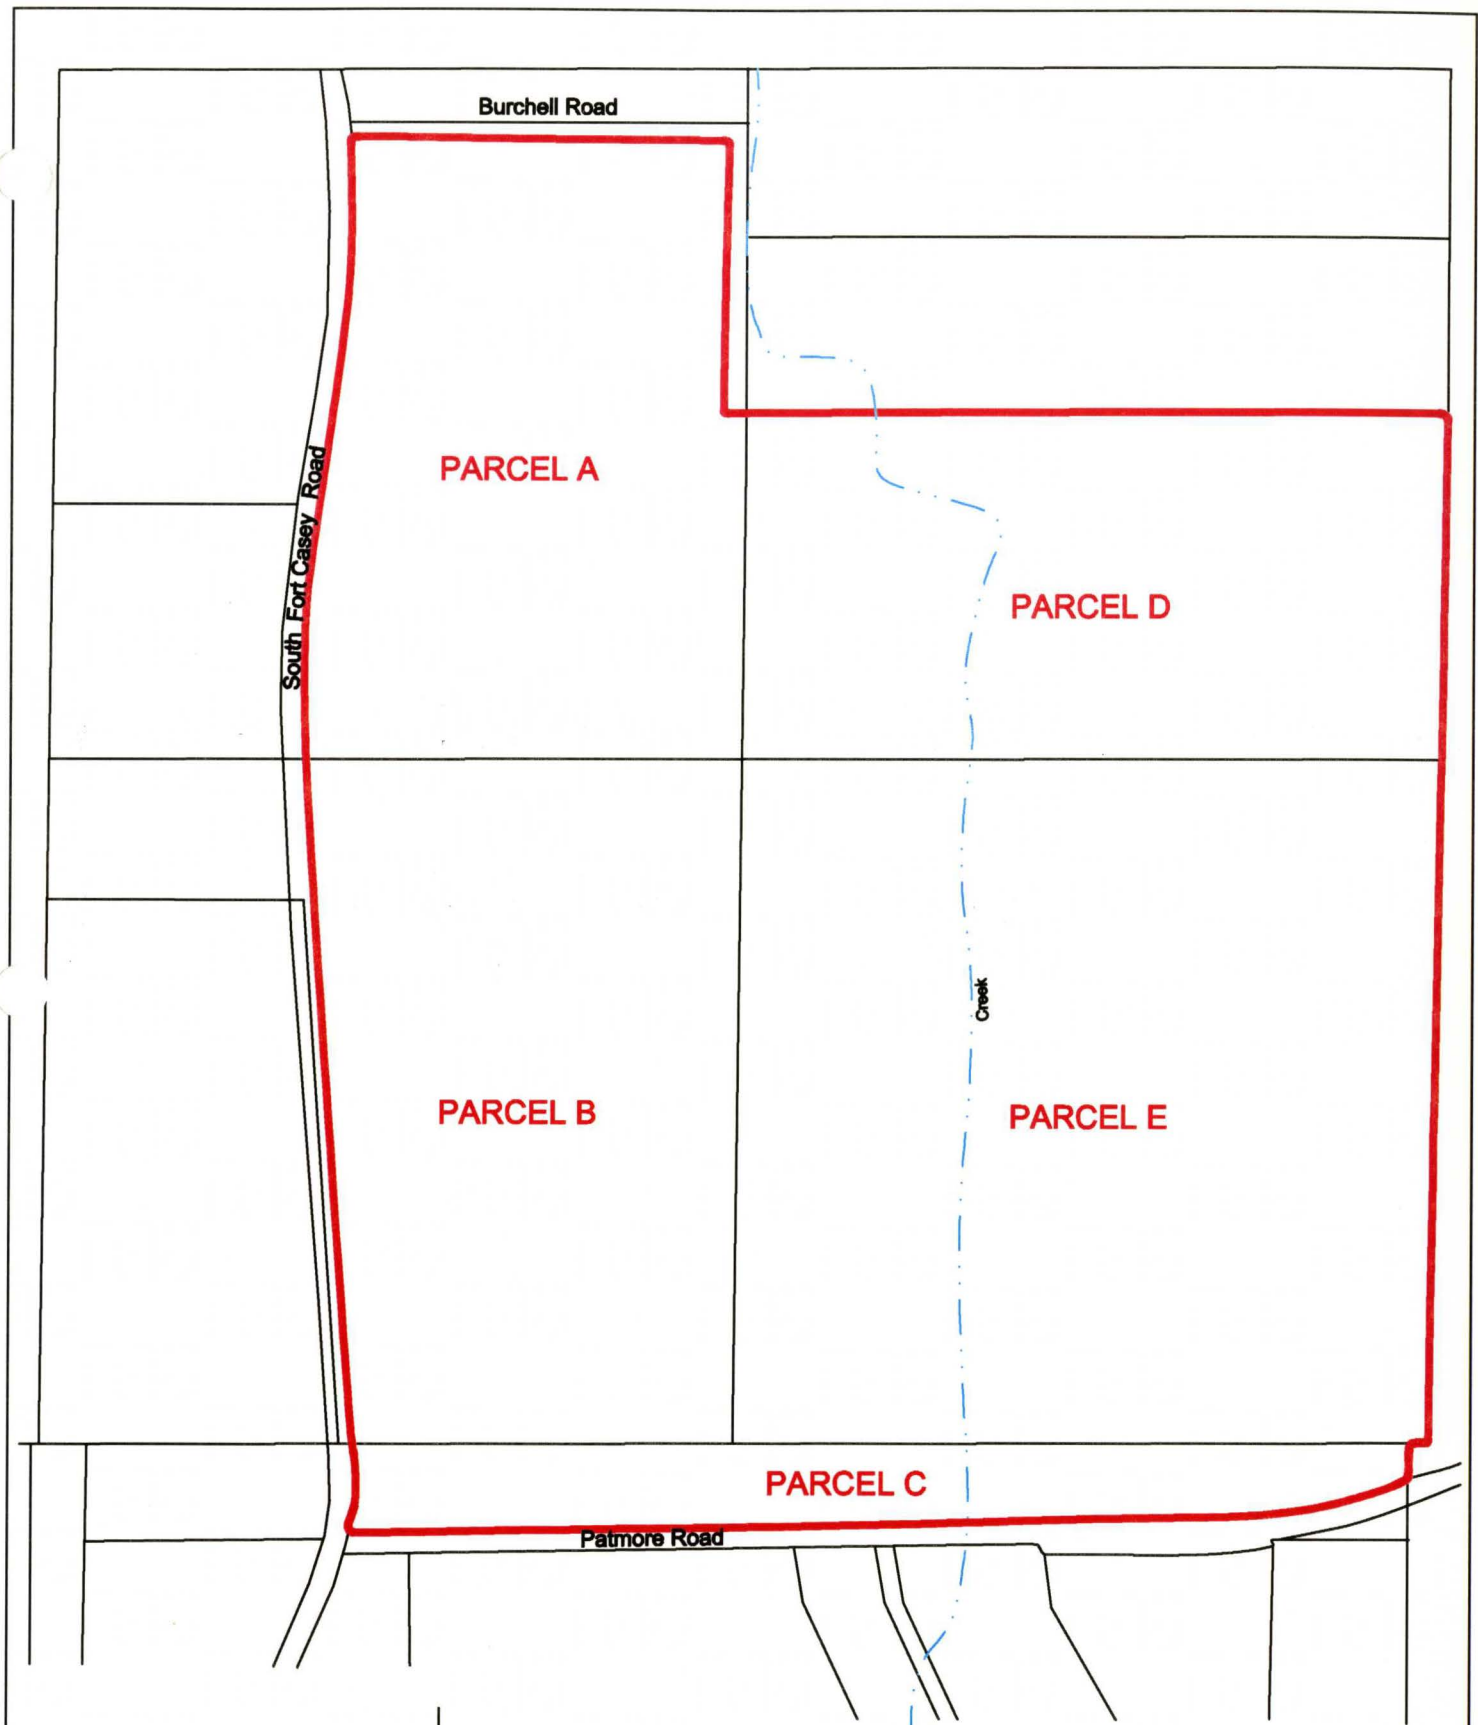 Burchell Road
PARCEL A
South Fort Casey Road
PARCEL D
Creek
PARCEL B
PARCEL E
PARCEL C
Patmore Road